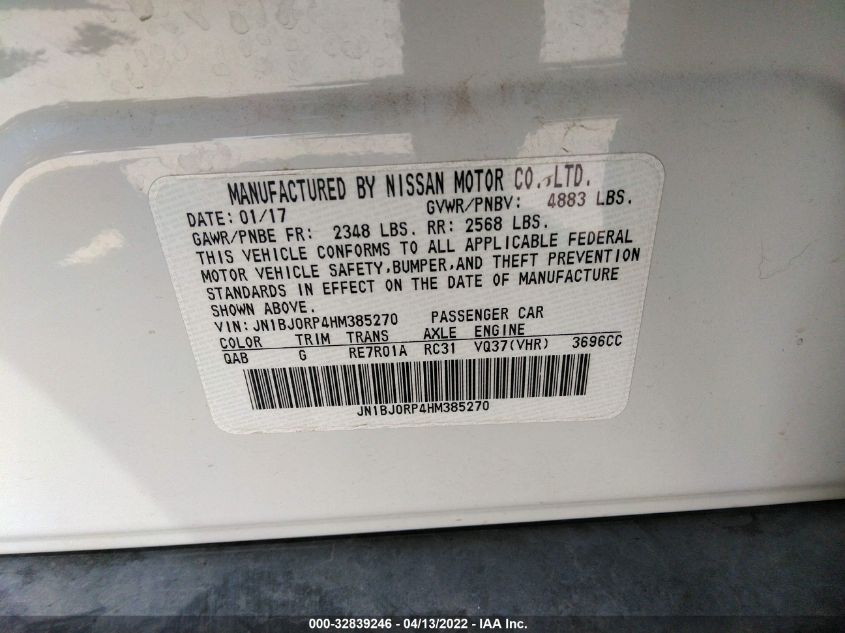 MANUFACTURED BY NISSAN MOTOR CO.,LTD.
DATE: 01/17 GVWR/PNBV: 4883 LBS.
GAWR/PNBE FR: 2348 LBS. RR: 2568 LBS.
THIS VEHICLE CONFORMS TO ALL APPLICABLE FEDERAL
MOTOR VEHICLE SAFETY,BUMPER,AND THEFT PREVENTION
STANDARDS IN EFFECT ON THE DATE OF MANUFACTURE
SHOWN ABOVE.
VIN: JN1BJ0RP4HM385270 PASSENGER CAR
COLOR TRIM TRANS AXLE ENGINE
QAB G RE7R01A RC31 VQ37(VHR) 3696CC
JN1BJ0RP4HM385270
000-32839246 - 04/13/2022 - IAA Inc.